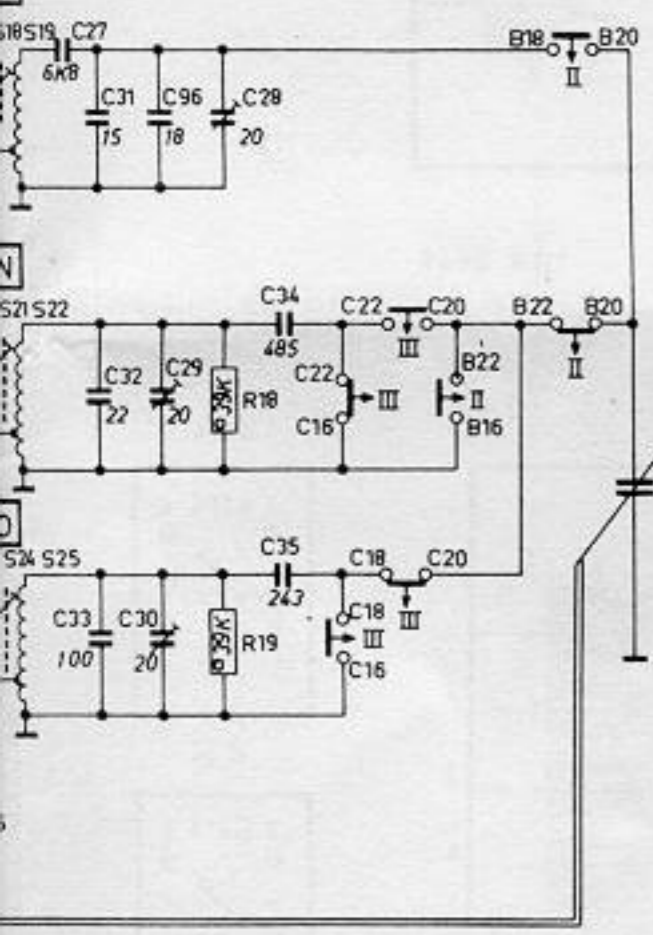 S18 S19 C27
6K8
B18 B20
II
C31
15
C96
18
C28
20
N
S21 S22
C34
485
C22 C20
III
B22 B20
II
C32
22
C29
20
39K
R18
C22
III
C16
B22
II
B16
S24 S25
C35
243
C18 C20
III
C33
100
C30
20
39K
R19
C18
III
C16